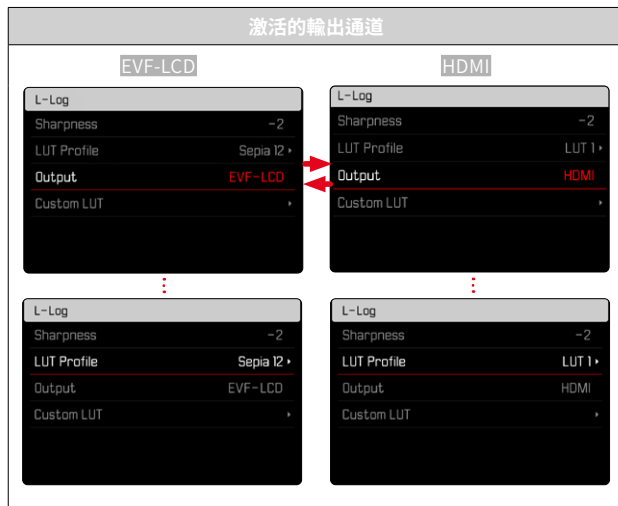 激活的輸出通道
EVF-LCD
HDMI
L-Log
Sharpness -2
LUT Profile Sepia 12
Output EVF-LCD
Custom LUT
L-Log
Sharpness -2
LUT Profile LUT 1
Output HDMI
Custom LUT
L-Log
Sharpness -2
LUT Profile Sepia 12
Output EVF-LCD
Custom LUT
L-Log
Sharpness -2
LUT Profile LUT 1
Output HDMI
Custom LUT